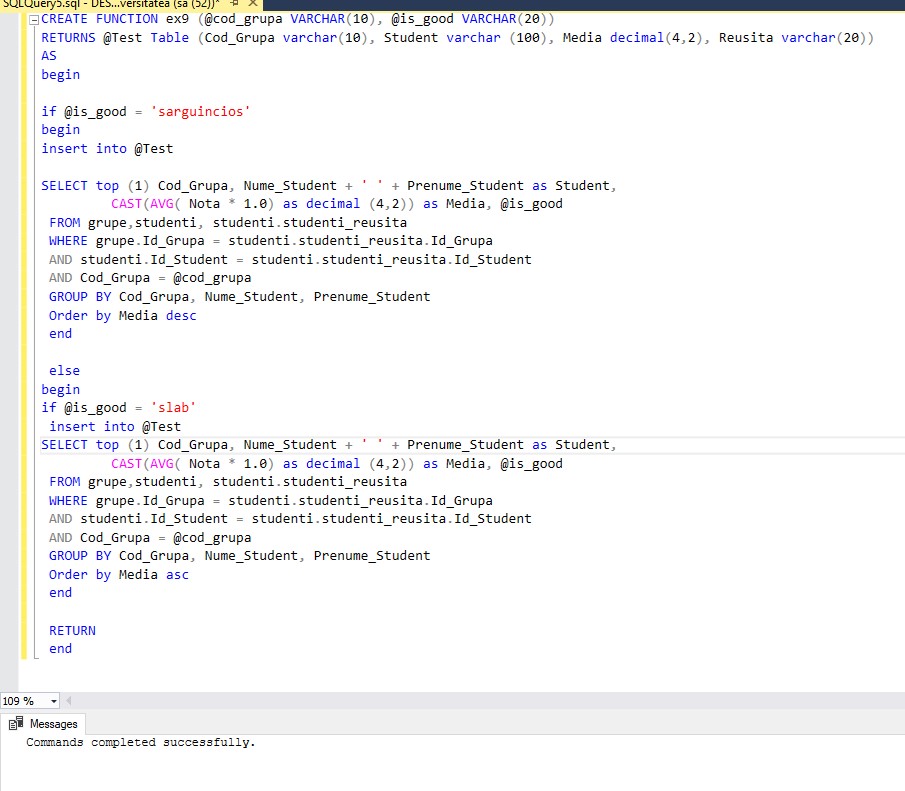 SQLQuery5.sql - DES...versitatea (sa (52))*
CREATE FUNCTION ex9 (@cod_grupa VARCHAR(10), @is_good VARCHAR(20))
RETURNS @Test Table (Cod_Grupa varchar(10), Student varchar (100), Media decimal(4,2), Reusita varchar(20))
AS
begin
if @is_good = 'sarguincios'
begin
insert into @Test
SELECT top (1) Cod_Grupa, Nume_Student + ' ' + Prenume_Student as Student,
CAST(AVG( Nota * 1.0) as decimal (4,2)) as Media, @is_good
FROM grupe,studenti, studenti.studenti_reusita
WHERE grupe.Id_Grupa = studenti.studenti_reusita.Id_Grupa
AND studenti.Id_Student = studenti.studenti_reusita.Id_Student
AND Cod_Grupa = @cod_grupa
GROUP BY Cod_Grupa, Nume_Student, Prenume_Student
Order by Media desc
end
else
begin
if @is_good = 'slab'
insert into @Test
SELECT top (1) Cod_Grupa, Nume_Student + ' ' + Prenume_Student as Student,
CAST(AVG( Nota * 1.0) as decimal (4,2)) as Media, @is_good
FROM grupe,studenti, studenti.studenti_reusita
WHERE grupe.Id_Grupa = studenti.studenti_reusita.Id_Grupa
AND studenti.Id_Student = studenti.studenti_reusita.Id_Student
AND Cod_Grupa = @cod_grupa
GROUP BY Cod_Grupa, Nume_Student, Prenume_Student
Order by Media asc
end
RETURN
end
109 %
Messages
Commands completed successfully.